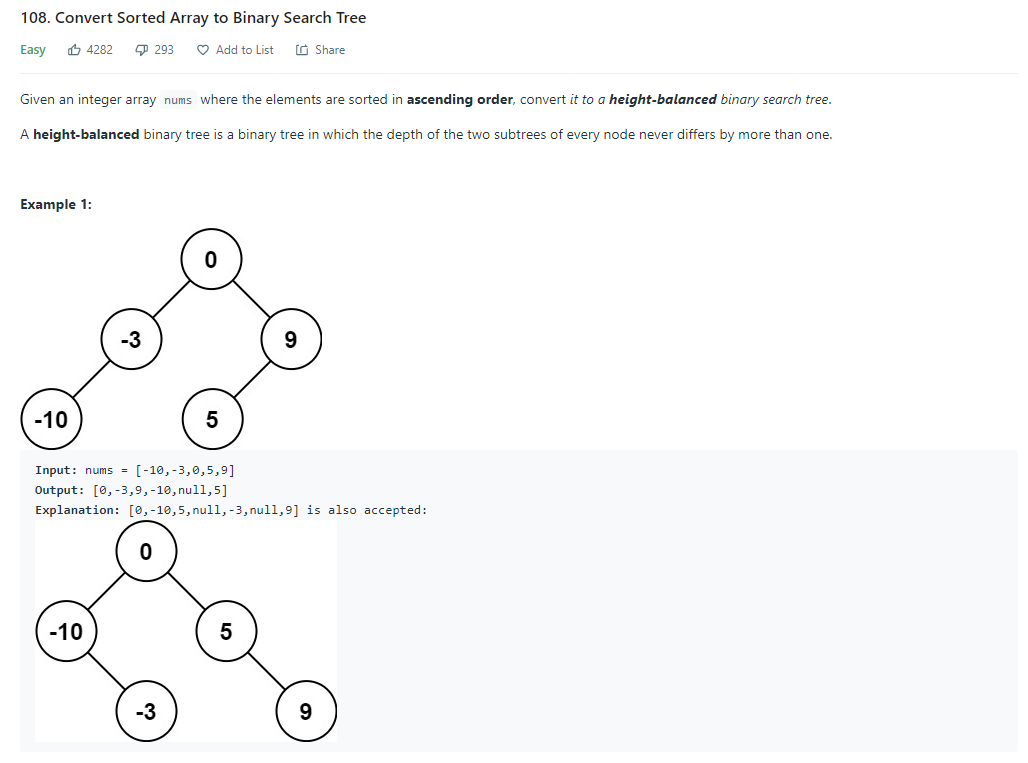 108. Convert Sorted Array to Binary Search Tree
Easy 4282 293 Add to List Share
Given an integer array nums where the elements are sorted in ascending order, convert it to a height-balanced binary search tree.
A height-balanced binary tree is a binary tree in which the depth of the two subtrees of every node never differs by more than one.
Example 1:
0
-3 9
-10 5
Input: nums = [-10,-3,0,5,9]
Output: [0,-3,9,-10,null,5]
Explanation: [0,-10,5,null,-3,null,9] is also accepted:
0
-10 5
-3 9